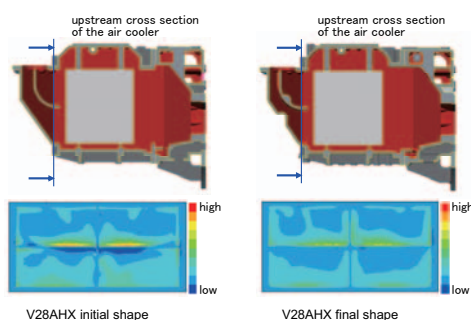 upstream cross section
of the air cooler
upstream cross section
of the air cooler
high
low
high
low
V28AHX initial shape
V28AHX final shape